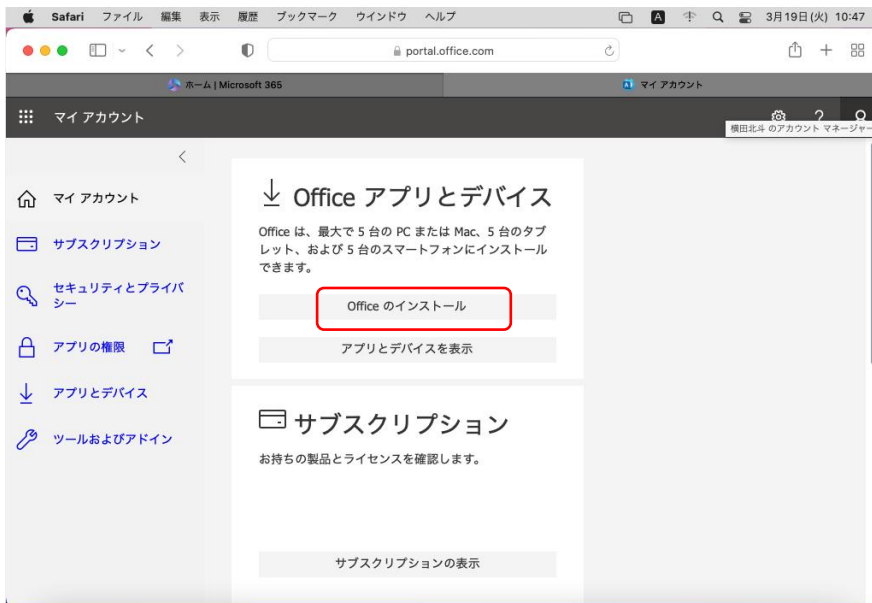 Safari ファイル 編集 表示 履歴 ブックマーク ウインドウ ヘルプ A 3月19日(火) 10:47
portal.office.com
ホーム | Microsoft 365 マイ アカウント
マイ アカウント ?
横田北斗 のアカウント マネージャー
マイ アカウント
サブスクリプション
セキュリティとプライバ
シー
アプリの権限
アプリとデバイス
ツールおよびアドイン
Office アプリとデバイス
Office は、最大で 5 台の PC または Mac、5 台のタブ
レット、および 5 台のスマートフォンにインストール
できます。
Office のインストール
アプリとデバイスを表示
サブスクリプション
お持ちの製品とライセンスを確認します。
サブスクリプションの表示